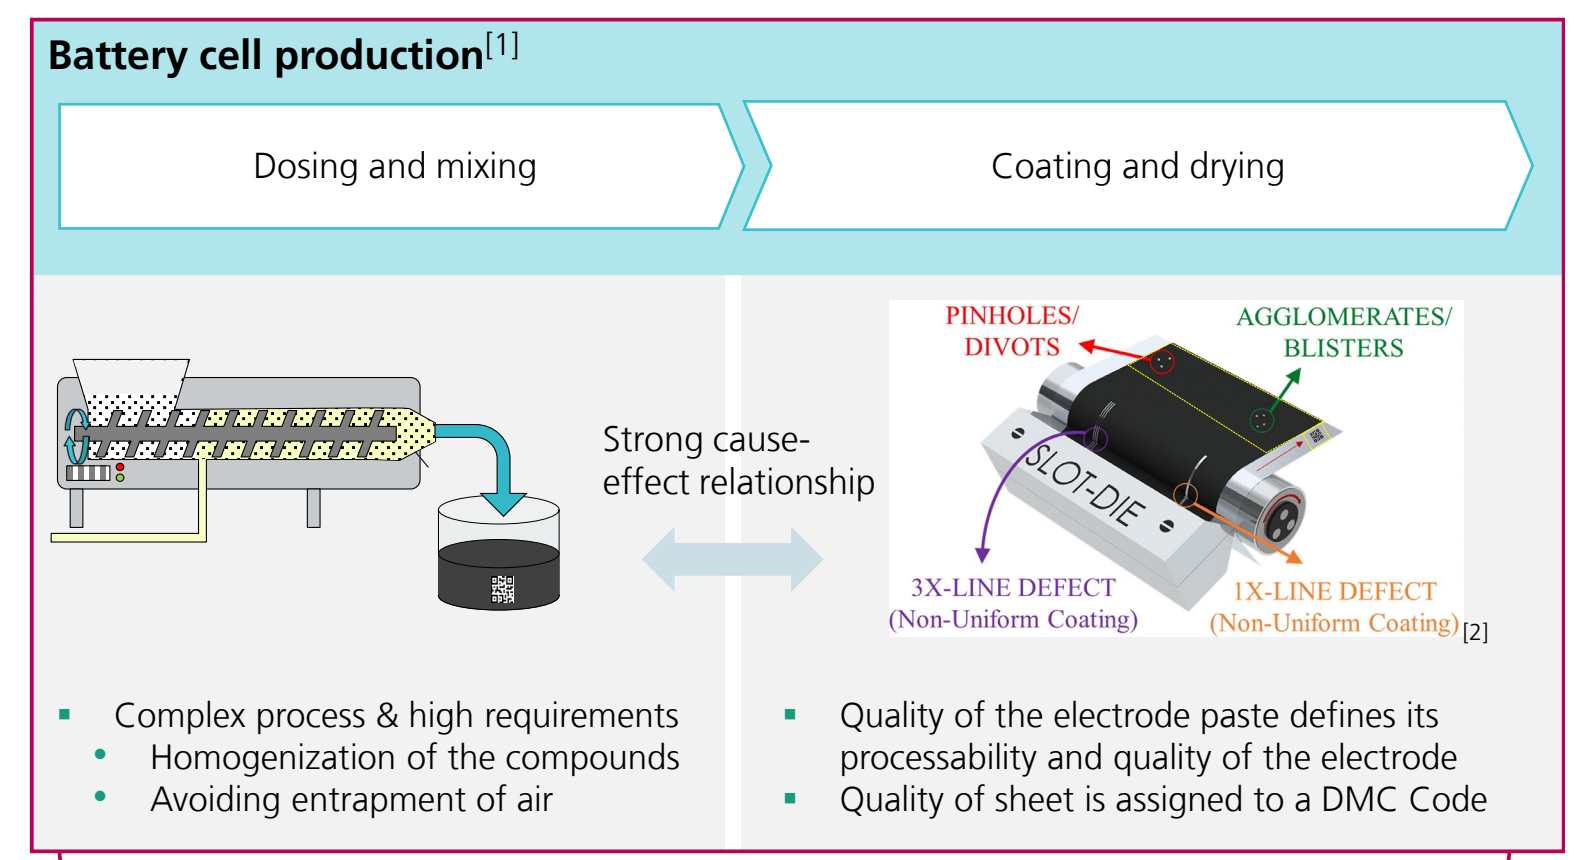 Battery cell production[1]
Dosing and mixing
Coating and drying
Strong cause-
effect relationship
PINHOLES/
DIVOTS
AGGLOMERATES/
BLISTERS
SLOT-DIE
3X-LINE DEFECT
(Non-Uniform Coating)
1X-LINE DEFECT
(Non-Uniform Coating)
[2]
▪ Complex process & high requirements
• Homogenization of the compounds
• Avoiding entrapment of air
▪ Quality of the electrode paste defines its
processability and quality of the electrode
▪ Quality of sheet is assigned to a DMC Code